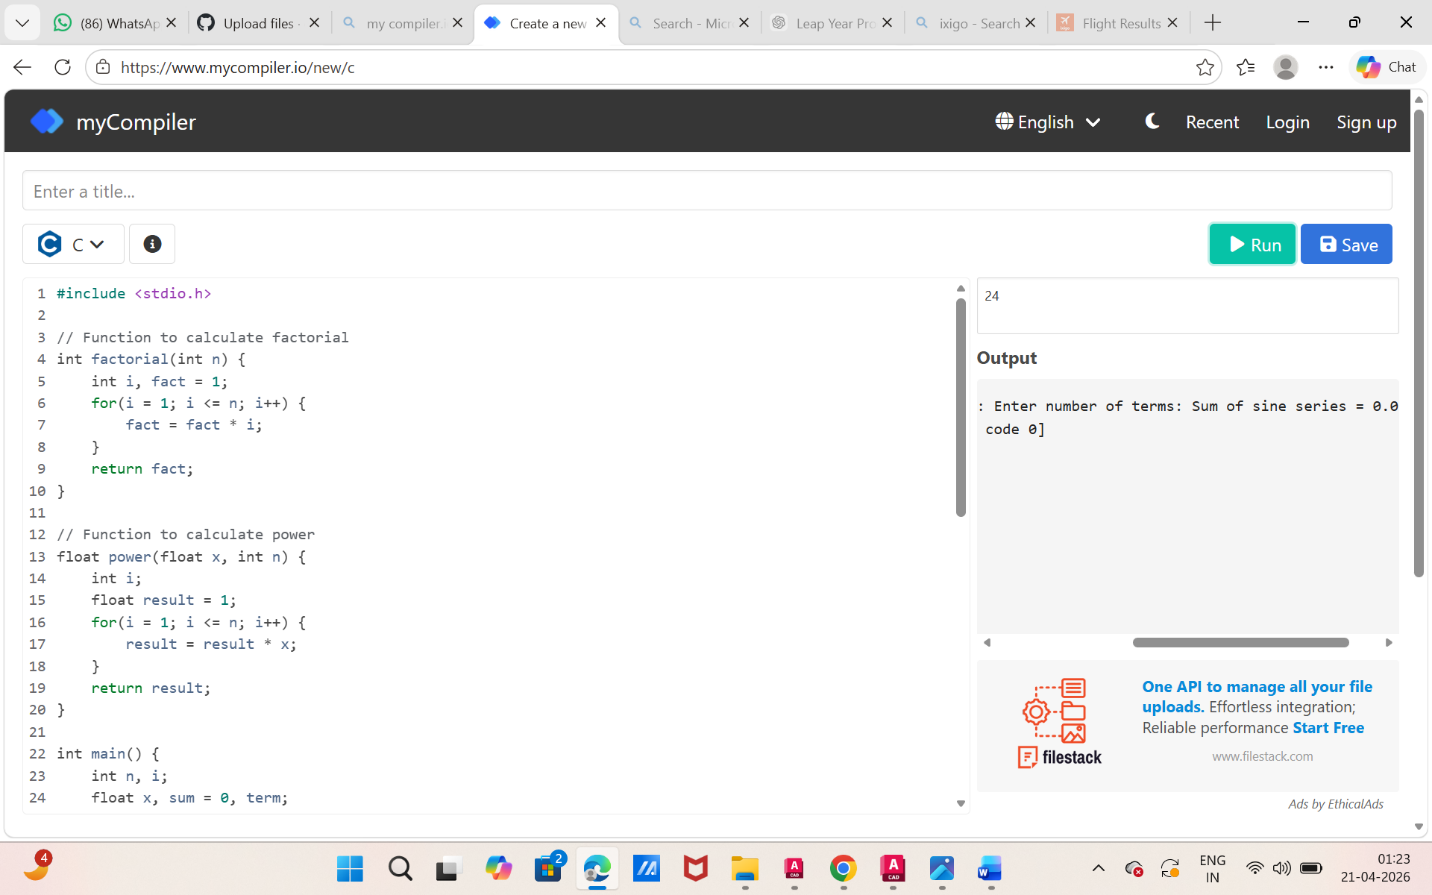 (86) WhatsAp
Upload files ·
my compiler.
Create a new
Search - Micr
Leap Year Pro
ixigo - Search
Flight Results
https://www.mycompiler.io/new/c
Chat
myCompiler
English
Recent
Login
Sign up
Enter a title...
C
Run
Save
1 #include <stdio.h>
2
3 // Function to calculate factorial
4 int factorial(int n) {
5 int i, fact = 1;
6 for(i = 1; i <= n; i++) {
7 fact = fact * i;
8 }
9 return fact;
10 }
11
12 // Function to calculate power
13 float power(float x, int n) {
14 int i;
15 float result = 1;
16 for(i = 1; i <= n; i++) {
17 result = result * x;
18 }
19 return result;
20 }
21
22 int main() {
23 int n, i;
24 float x, sum = 0, term;
24
Output
: Enter number of terms: Sum of sine series = 0.0
code 0]
filestack
One API to manage all your file
uploads. Effortless integration;
Reliable performance Start Free
www.filestack.com
Ads by EthicalAds
4
2
A
CAD
A
CAD
W
ENG
IN
01:23
21-04-2026